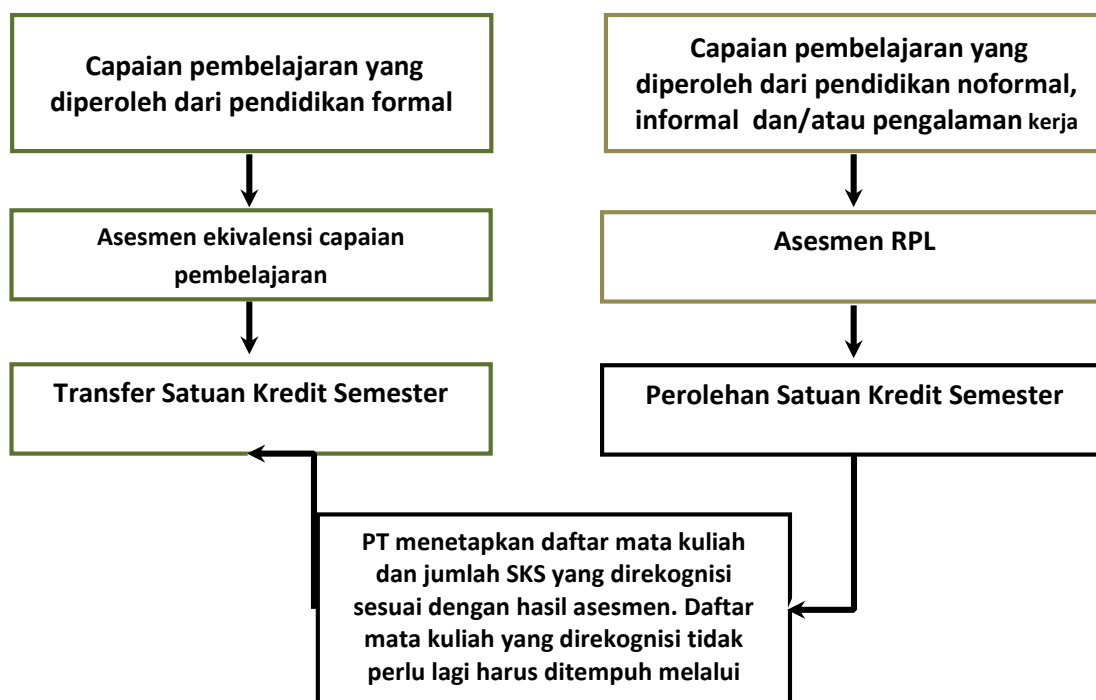 Capaian pembelajaran yang
diperoleh dari pendidikan formal
Asesmen ekivalensi capaian
pembelajaran
Transfer Satuan Kredit Semester
Capaian pembelajaran yang
diperoleh dari pendidikan noformal,
informal dan/atau pengalaman kerja
Asesmen RPL
Perolehan Satuan Kredit Semester
PT menetapkan daftar mata kuliah
dan jumlah SKS yang direkognisi
sesuai dengan hasil asesmen. Daftar
mata kuliah yang direkognisi tidak
perlu lagi harus ditempuh melalui